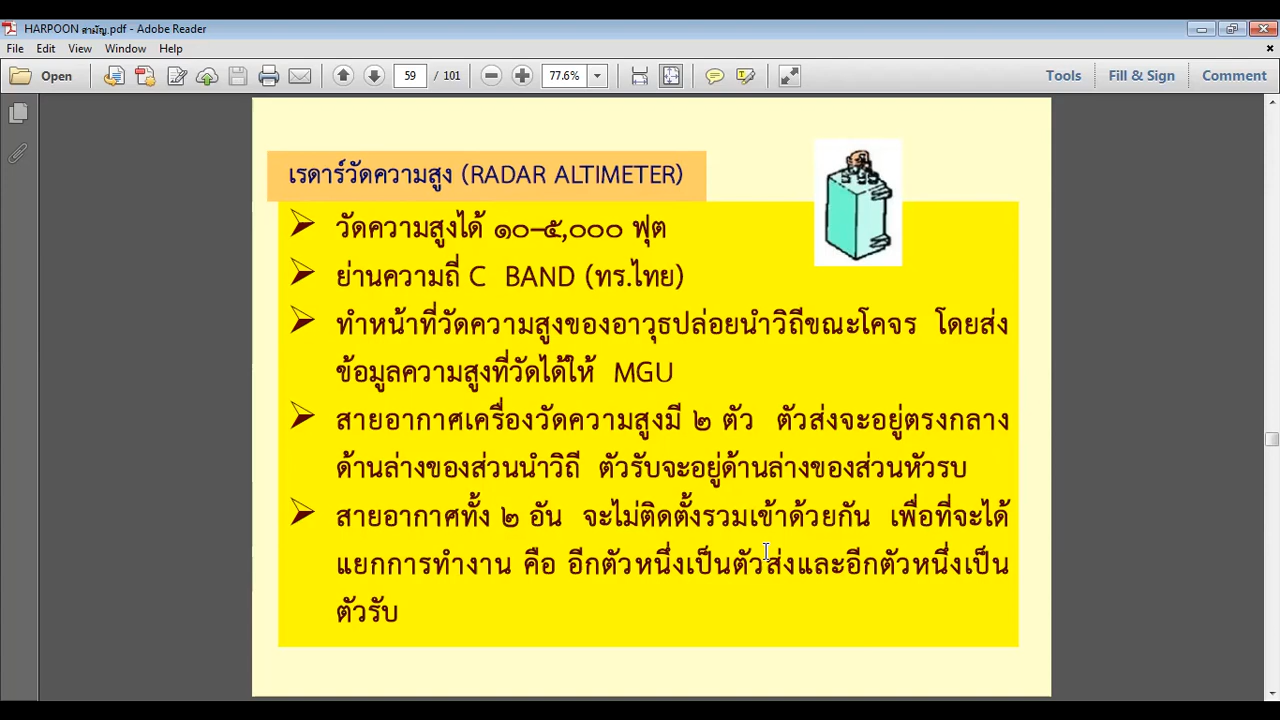 HARPOON สามัญ.pdf - Adobe Reader
File Edit View Window Help
Open 59 / 101 77.6% Tools Fill & Sign Comment
เรดาร์วัดความสูง (RADAR ALTIMETER)
วัดความสูงได้ ๑๐–๕,๐๐๐ ฟุต
ย่านความถี่ C BAND (ทร.ไทย)
ทำหน้าที่วัดความสูงของอาวุธปล่อยนำวิถีขณะโคจร โดยส่ง
ข้อมูลความสูงที่วัดได้ให้ MGU
สายอากาศเครื่องวัดความสูงมี ๒ ตัว ตัวส่งจะอยู่ตรงกลาง
ด้านล่างของส่วนนำวิถี ตัวรับจะอยู่ด้านล่างของส่วนหัวรบ
สายอากาศทั้ง ๒ อัน จะไม่ติดตั้งรวมเข้าด้วยกัน เพื่อที่จะได้
แยกการทำงาน คือ อีกตัวหนึ่งเป็นตัวส่งและอีกตัวหนึ่งเป็น
ตัวรับ